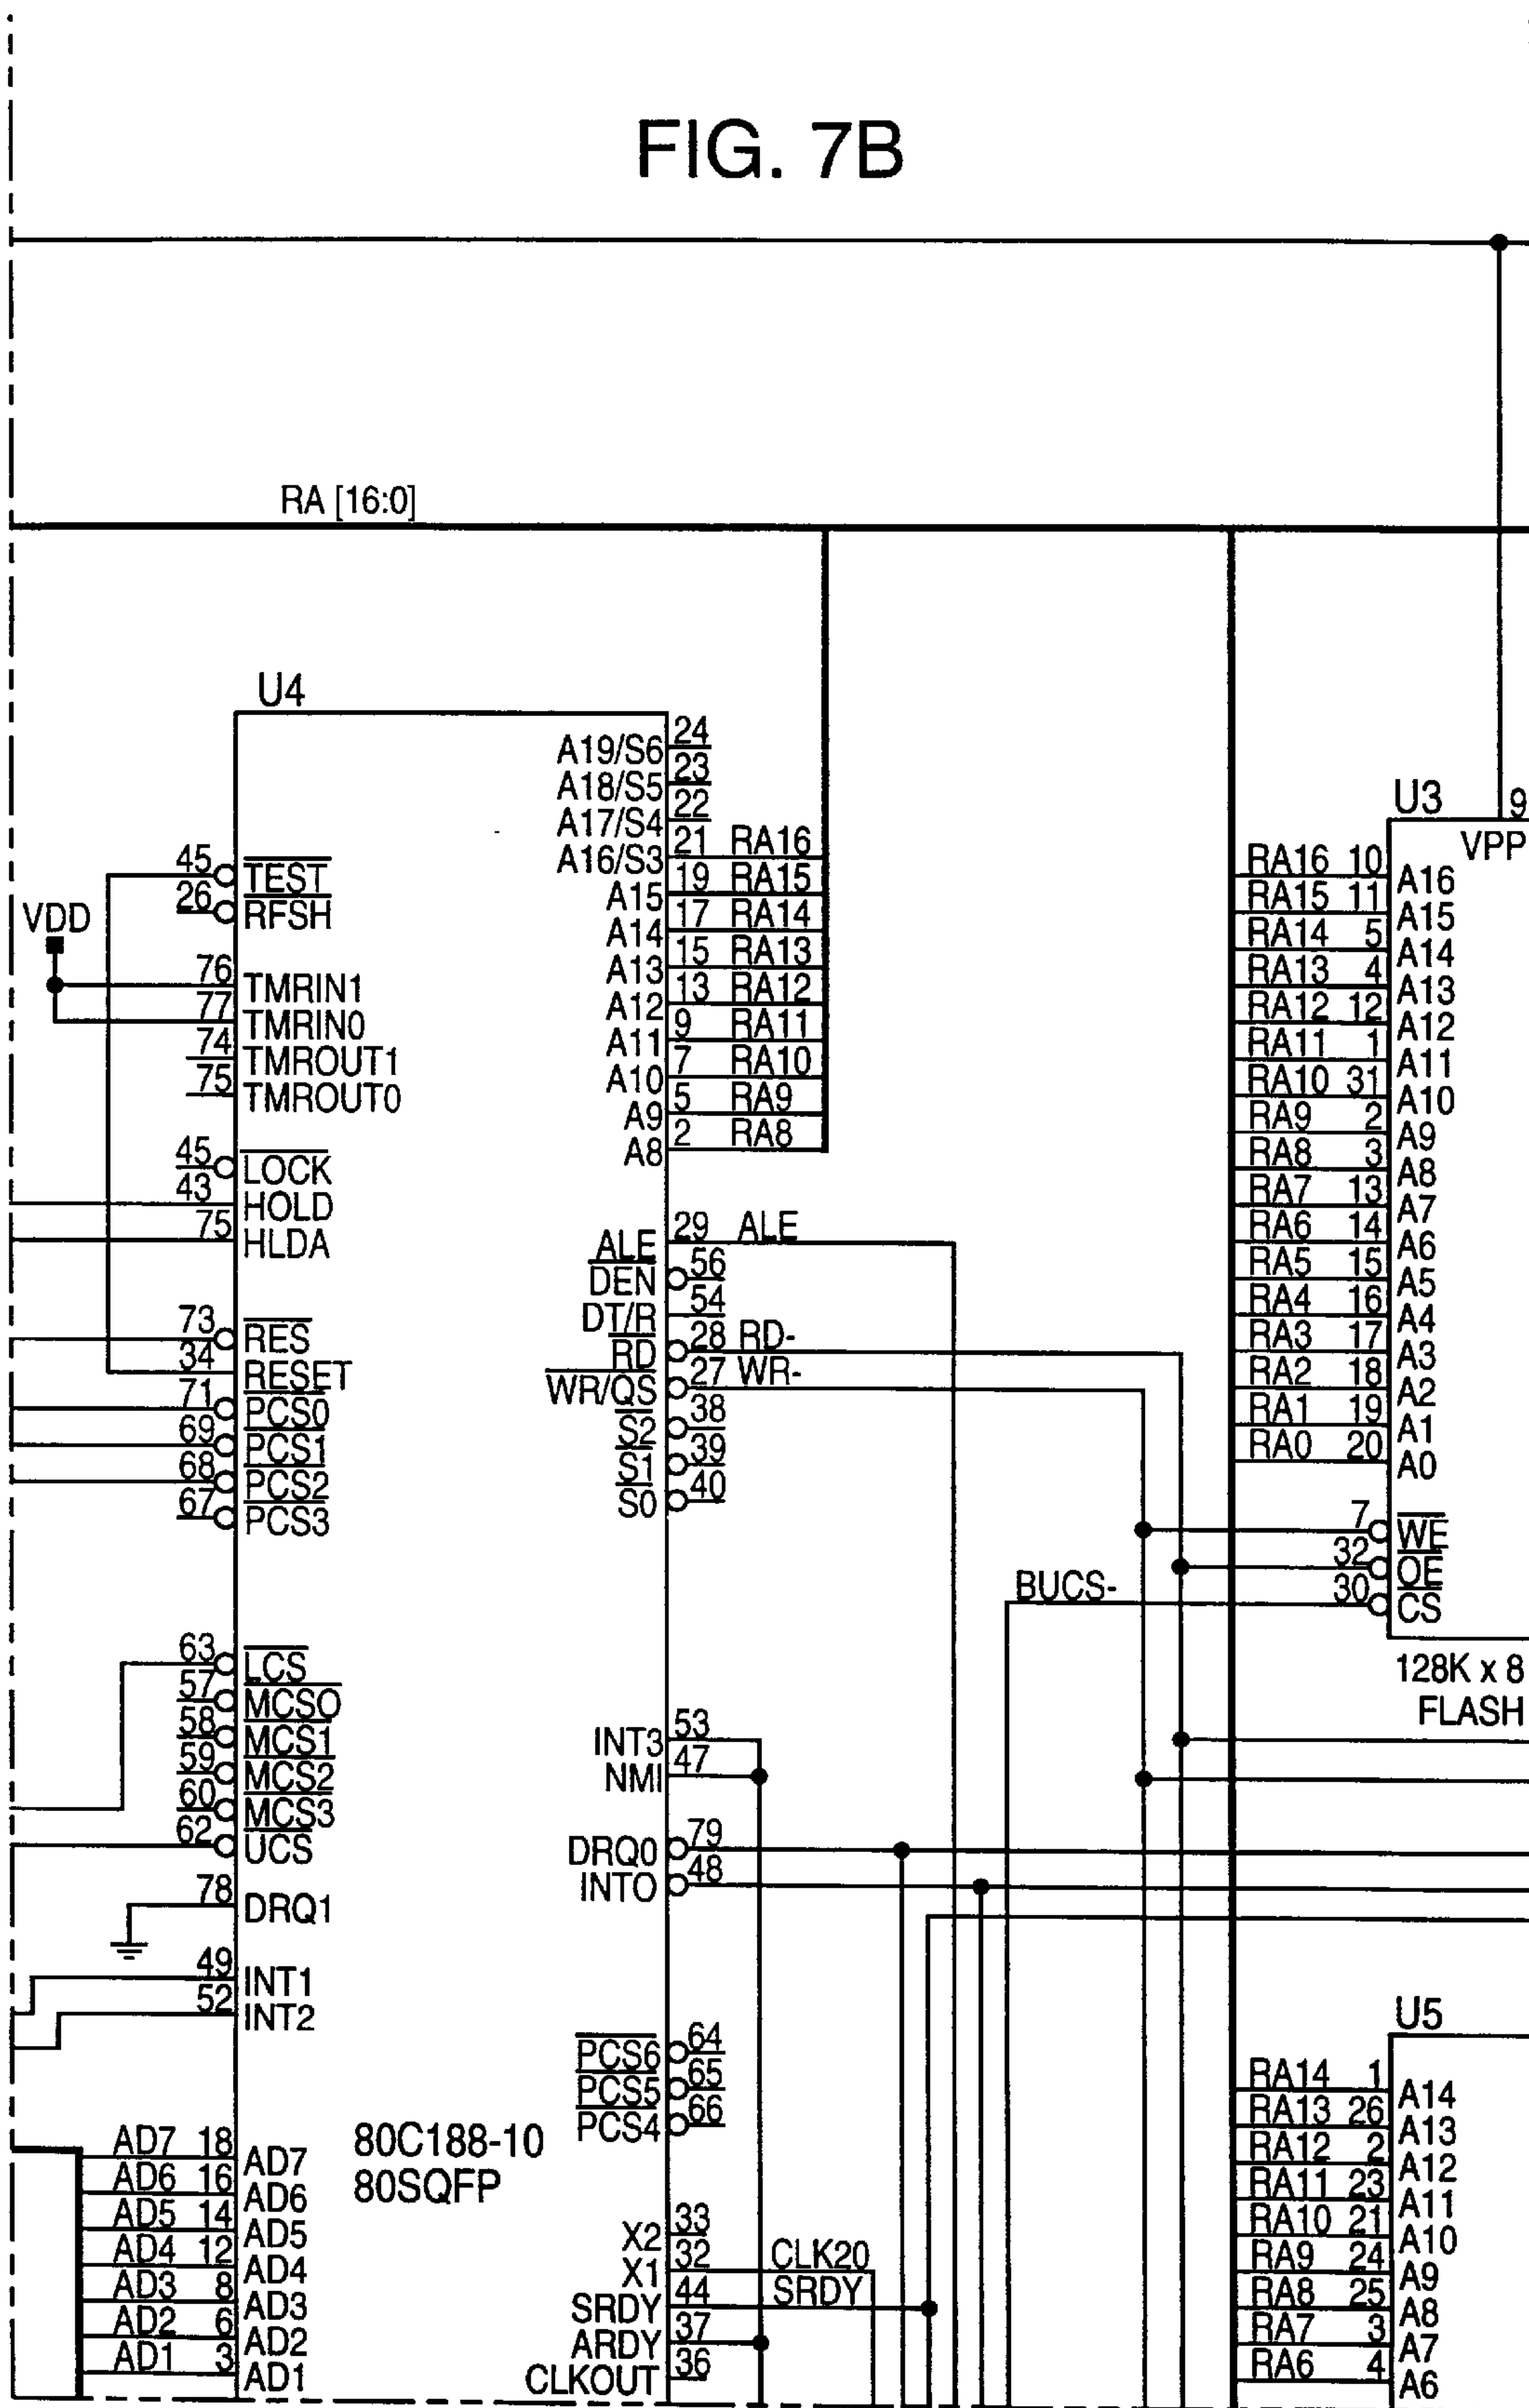 FIG. 7B
RA [16:0]
U4
A19/S6 24
A18/S5 23
A17/S4 22
A16/S3 21 RA16
A15 19 RA15
A14 17 RA14
A13 15 RA13
A12 13 RA12
A11 9 RA11
A10 7 RA10
A9 5 RA9
A8 2 RA8
45 TEST
26 RFSH
VDD
76 TMRIN1
77 TMRIN0
74 TMROUT1
75 TMROUT0
45 LOCK
43 HOLD
75 HLDA
73 RES
34 RESET
71 PCS0
69 PCS1
68 PCS2
67 PCS3
63 LCS
57 MCSO
58 MCS1
59 MCS2
60 MCS3
62 UCS
78 DRQ1
49 INT1
52 INT2
AD7 18 AD7
AD6 16 AD6
AD5 14 AD5
AD4 12 AD4
AD3 8 AD3
AD2 6 AD2
AD1 3 AD1
80C188-10
80SQFP
ALE 29 ALE
DEN 56
DT/R 54
RD 28 RD-
WR/QS 27 WR-
S2 38
S1 39
S0 40
INT3 53
NMI 47
DRQ0 79
INTO 48
PCS6 64
PCS5 65
PCS4 66
X2 33
X1 32 CLK20
SRDY 44 SRDY
ARDY 37
CLKOUT 36
U3
9
VPP
RA16 10 A16
RA15 11 A15
RA14 5 A14
RA13 4 A13
RA12 12 A12
RA11 1 A11
RA10 31 A10
RA9 2 A9
RA8 3 A8
RA7 13 A7
RA6 14 A6
RA5 15 A5
RA4 16 A4
RA3 17 A3
RA2 18 A2
RA1 19 A1
RA0 20 A0
7 WE
32 OE
BUCS- 30 CS
128K x 8
FLASH
U5
RA14 1 A14
RA13 26 A13
RA12 2 A12
RA11 23 A11
RA10 21 A10
RA9 24 A9
RA8 25 A8
RA7 3 A7
RA6 4 A6